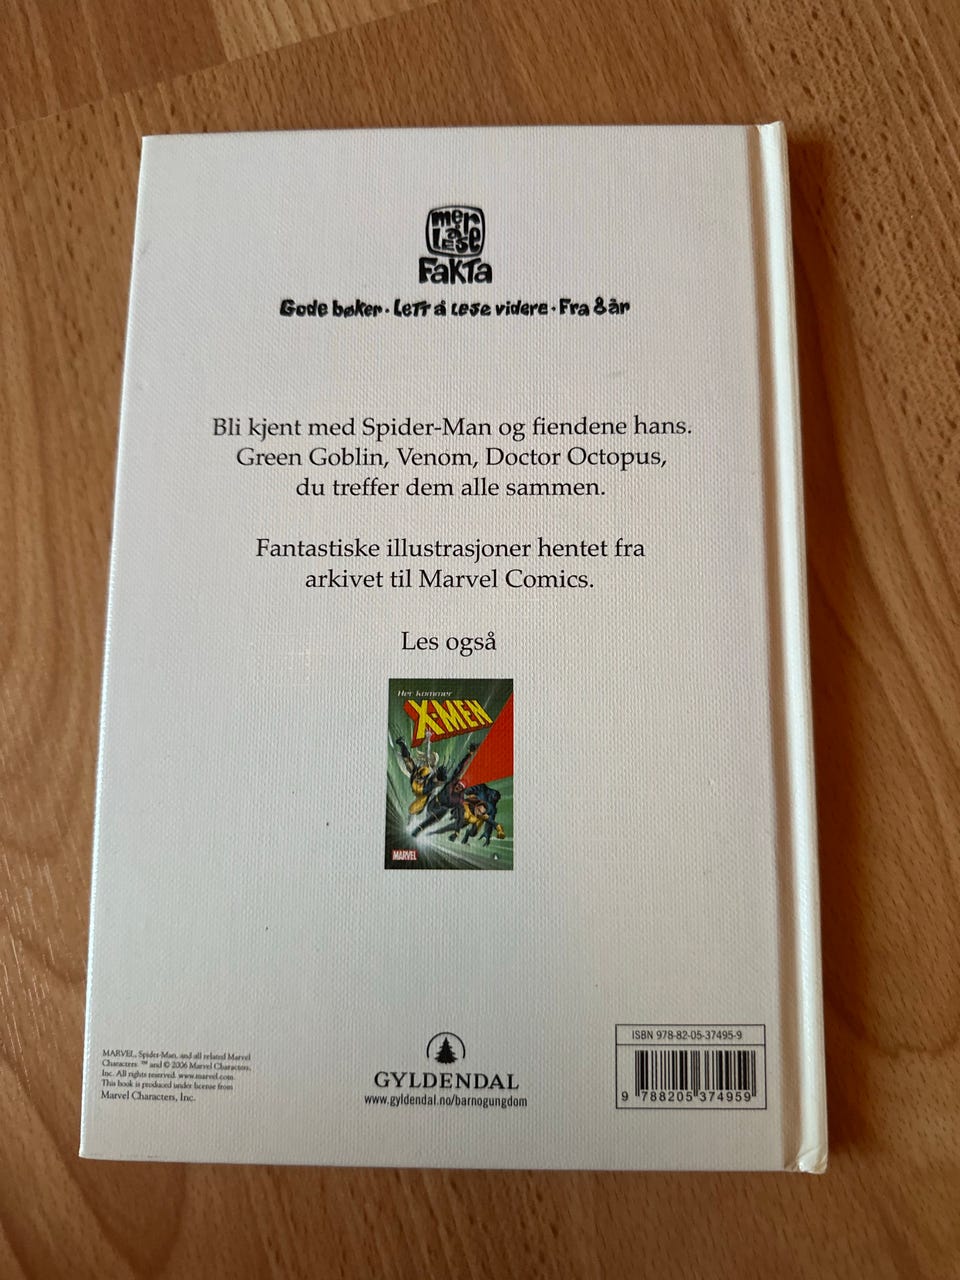 mer å lese
Fakta
Gode bøker · Lett å lese videre · Fra 8 år
Bli kjent med Spider-Man og fiendene hans.
Green Goblin, Venom, Doctor Octopus,
du treffer dem alle sammen.
Fantastiske illustrasjoner hentet fra
arkivet til Marvel Comics.
Les også
Her kommer
X-MEN
MARVEL
MARVEL, Spider-Man, and all related Marvel
Characters: ™ and © 2006 Marvel Characters,
Inc. All rights reserved. www.marvel.com.
This book is produced under license from
Marvel Characters, Inc.
GYLDENDAL
www.gyldendal.no/barnogungdom
ISBN 978-82-05-37495-9
9 788205 374959